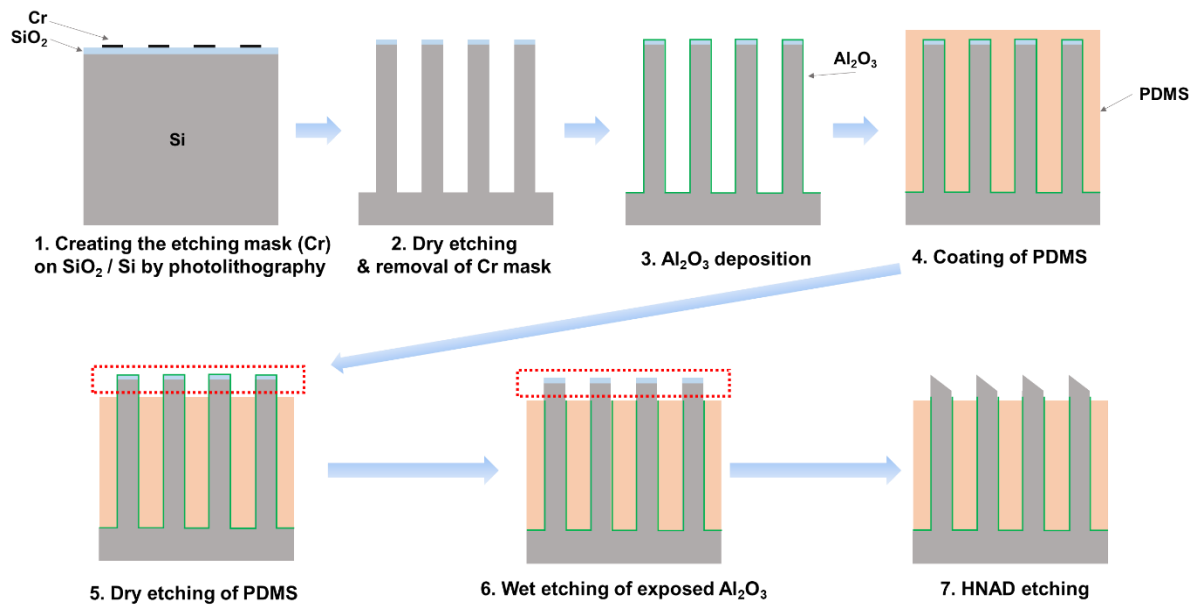 Cr
SiO₂
Si
1. Creating the etching mask (Cr)
on SiO₂ / Si by photolithography
2. Dry etching
& removal of Cr mask
Al₂O₃
3. Al₂O₃ deposition
PDMS
4. Coating of PDMS
5. Dry etching of PDMS
6. Wet etching of exposed Al₂O₃
7. HNAD etching